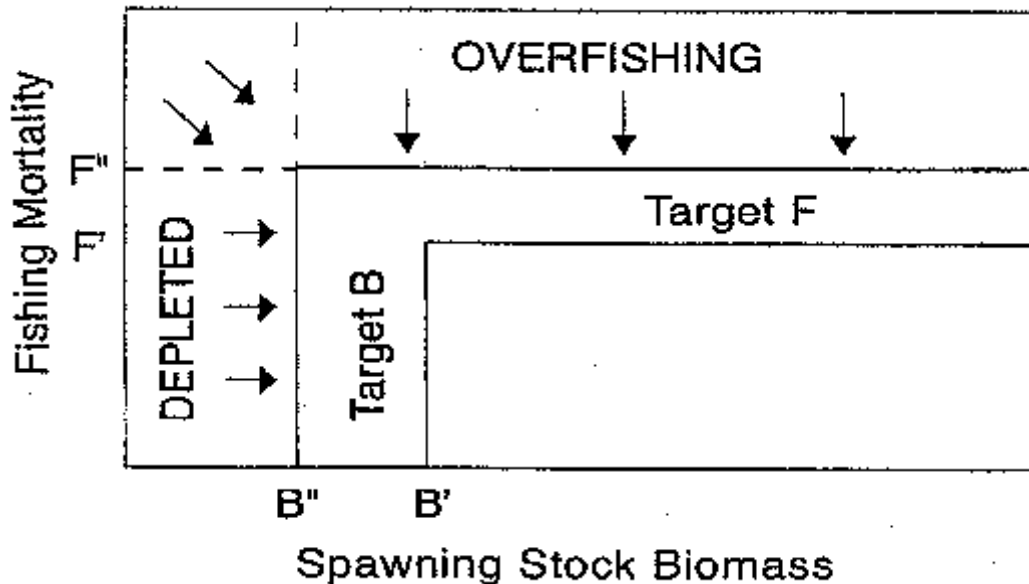 OVERFISHING
Fishing Mortality
F"
F'
DEPLETED
Target F
Target B
B" B'
Spawning Stock Biomass